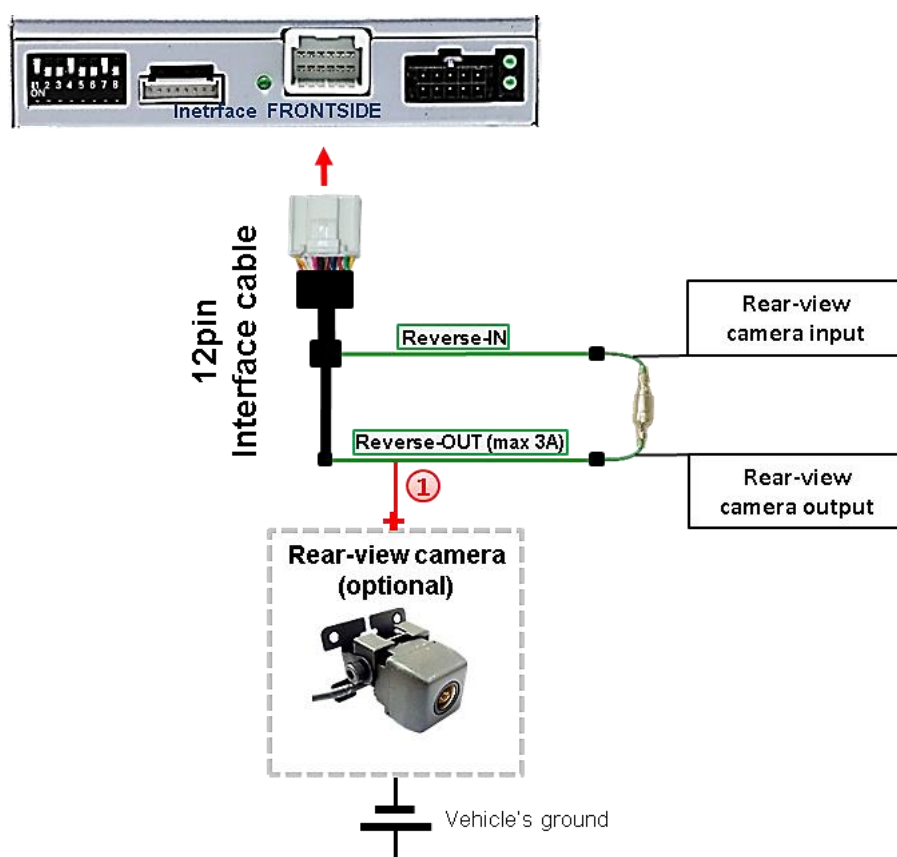 1 2 3 4 5 6 7 8
ON
Inetrface FRONTSIDE
12pin
Interface cable
Reverse-IN
Rear-view
camera input
Reverse-OUT (max 3A)
1
Rear-view
camera output
Rear-view camera
(optional)
Vehicle's ground